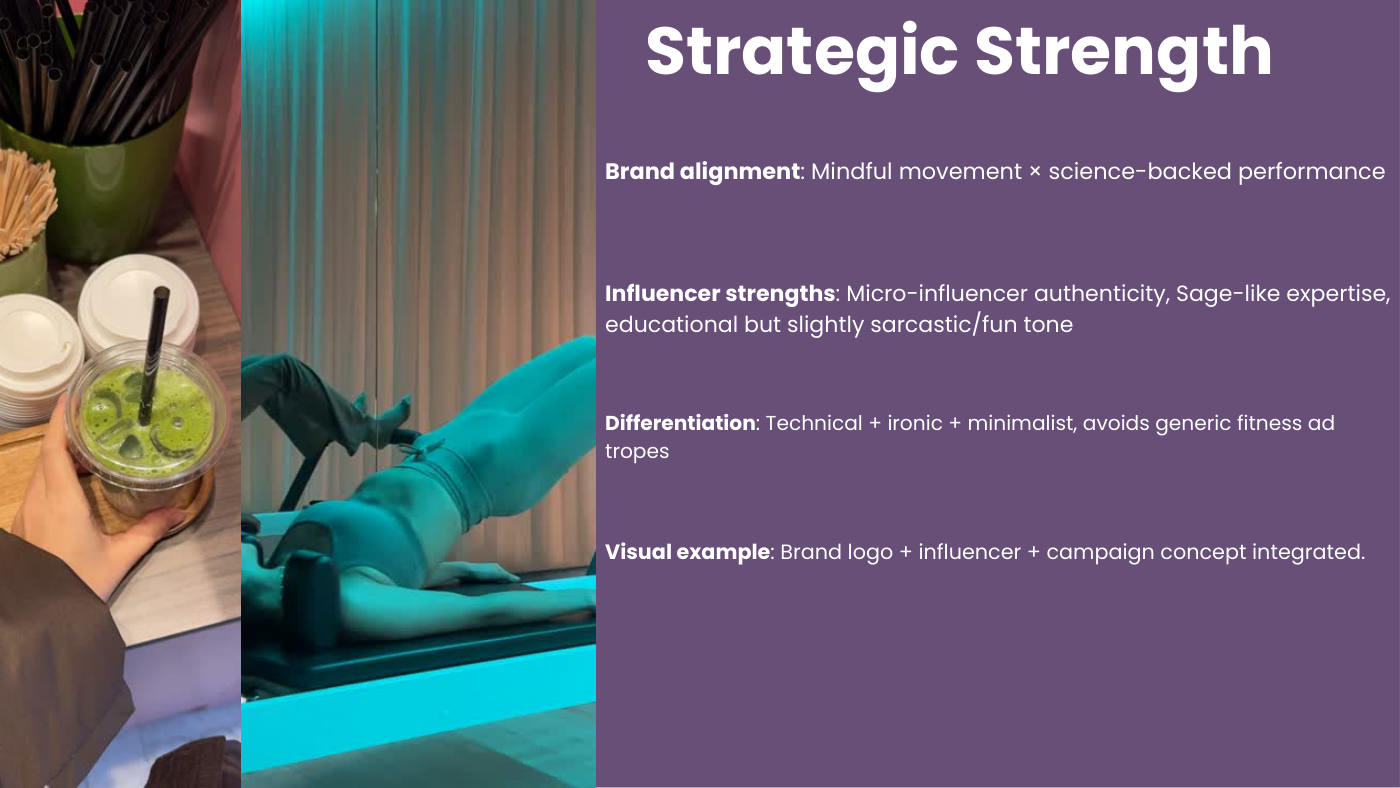 Strategic Strength
Brand alignment: Mindful movement × science-backed performance
Influencer strengths: Micro-influencer authenticity, Sage-like expertise,
educational but slightly sarcastic/fun tone
Differentiation: Technical + ironic + minimalist, avoids generic fitness ad
tropes
Visual example: Brand logo + influencer + campaign concept integrated.